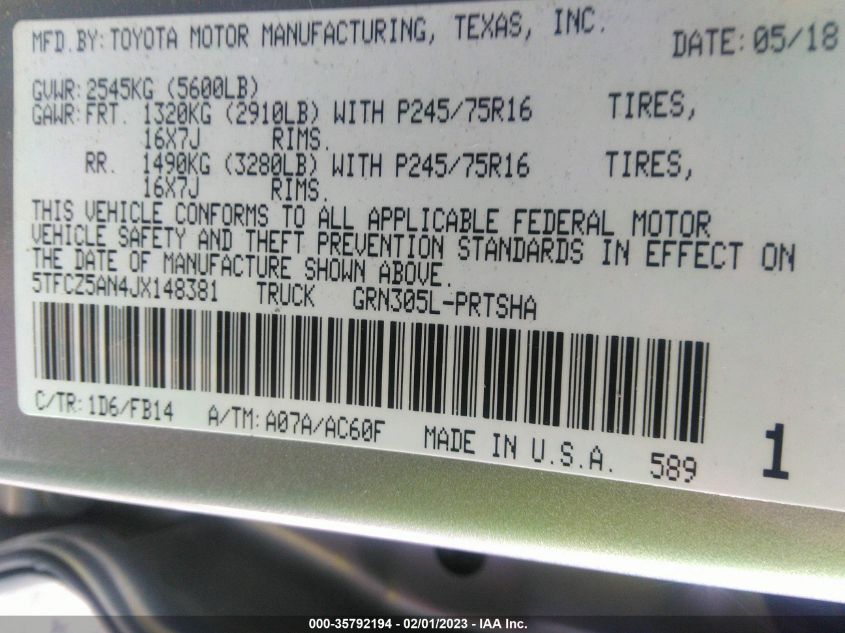 MFD.BY: TOYOTA MOTOR MANUFACTURING, TEXAS, INC. DATE: 05/18
GVWR: 2545KG (5600LB)
GAWR: FRT. 1320KG (2910LB) WITH P245/75R16 TIRES,
16X7J RIMS.
RR. 1490KG (3280LB) WITH P245/75R16 TIRES,
16X7J RIMS.
THIS VEHICLE CONFORMS TO ALL APPLICABLE FEDERAL MOTOR
VEHICLE SAFETY AND THEFT PREVENTION STANDARDS IN EFFECT ON
THE DATE OF MANUFACTURE SHOWN ABOVE.
5TFCZ5AN4JX148381 TRUCK GRN305L-PRTSHA
C/TR: 1D6/FB14 A/TM: A07A/AC60F MADE IN U.S.A. 589 1
000-35792194 - 02/01/2023 - IAA Inc.